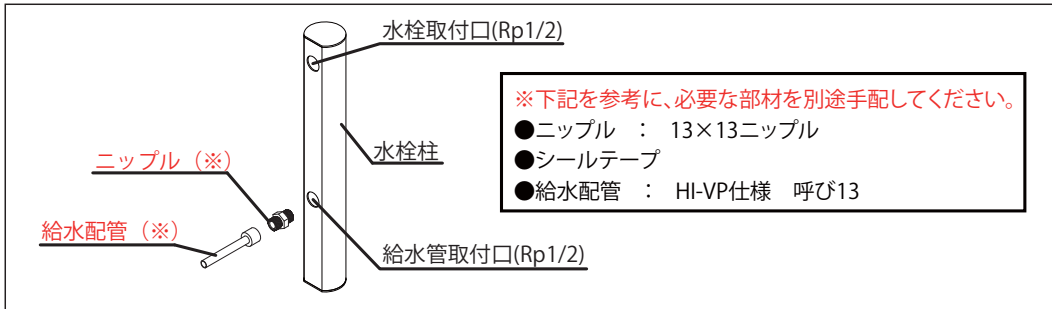 水栓取付口(Rp1/2)
※下記を参考に、必要な部材を別途手配してください。
●ニップル ： 13×13ニップル
●シールテープ
●給水配管 ： HI-VP仕様 呼び13
水栓柱
ニップル（※）
給水配管（※）
給水管取付口(Rp1/2)